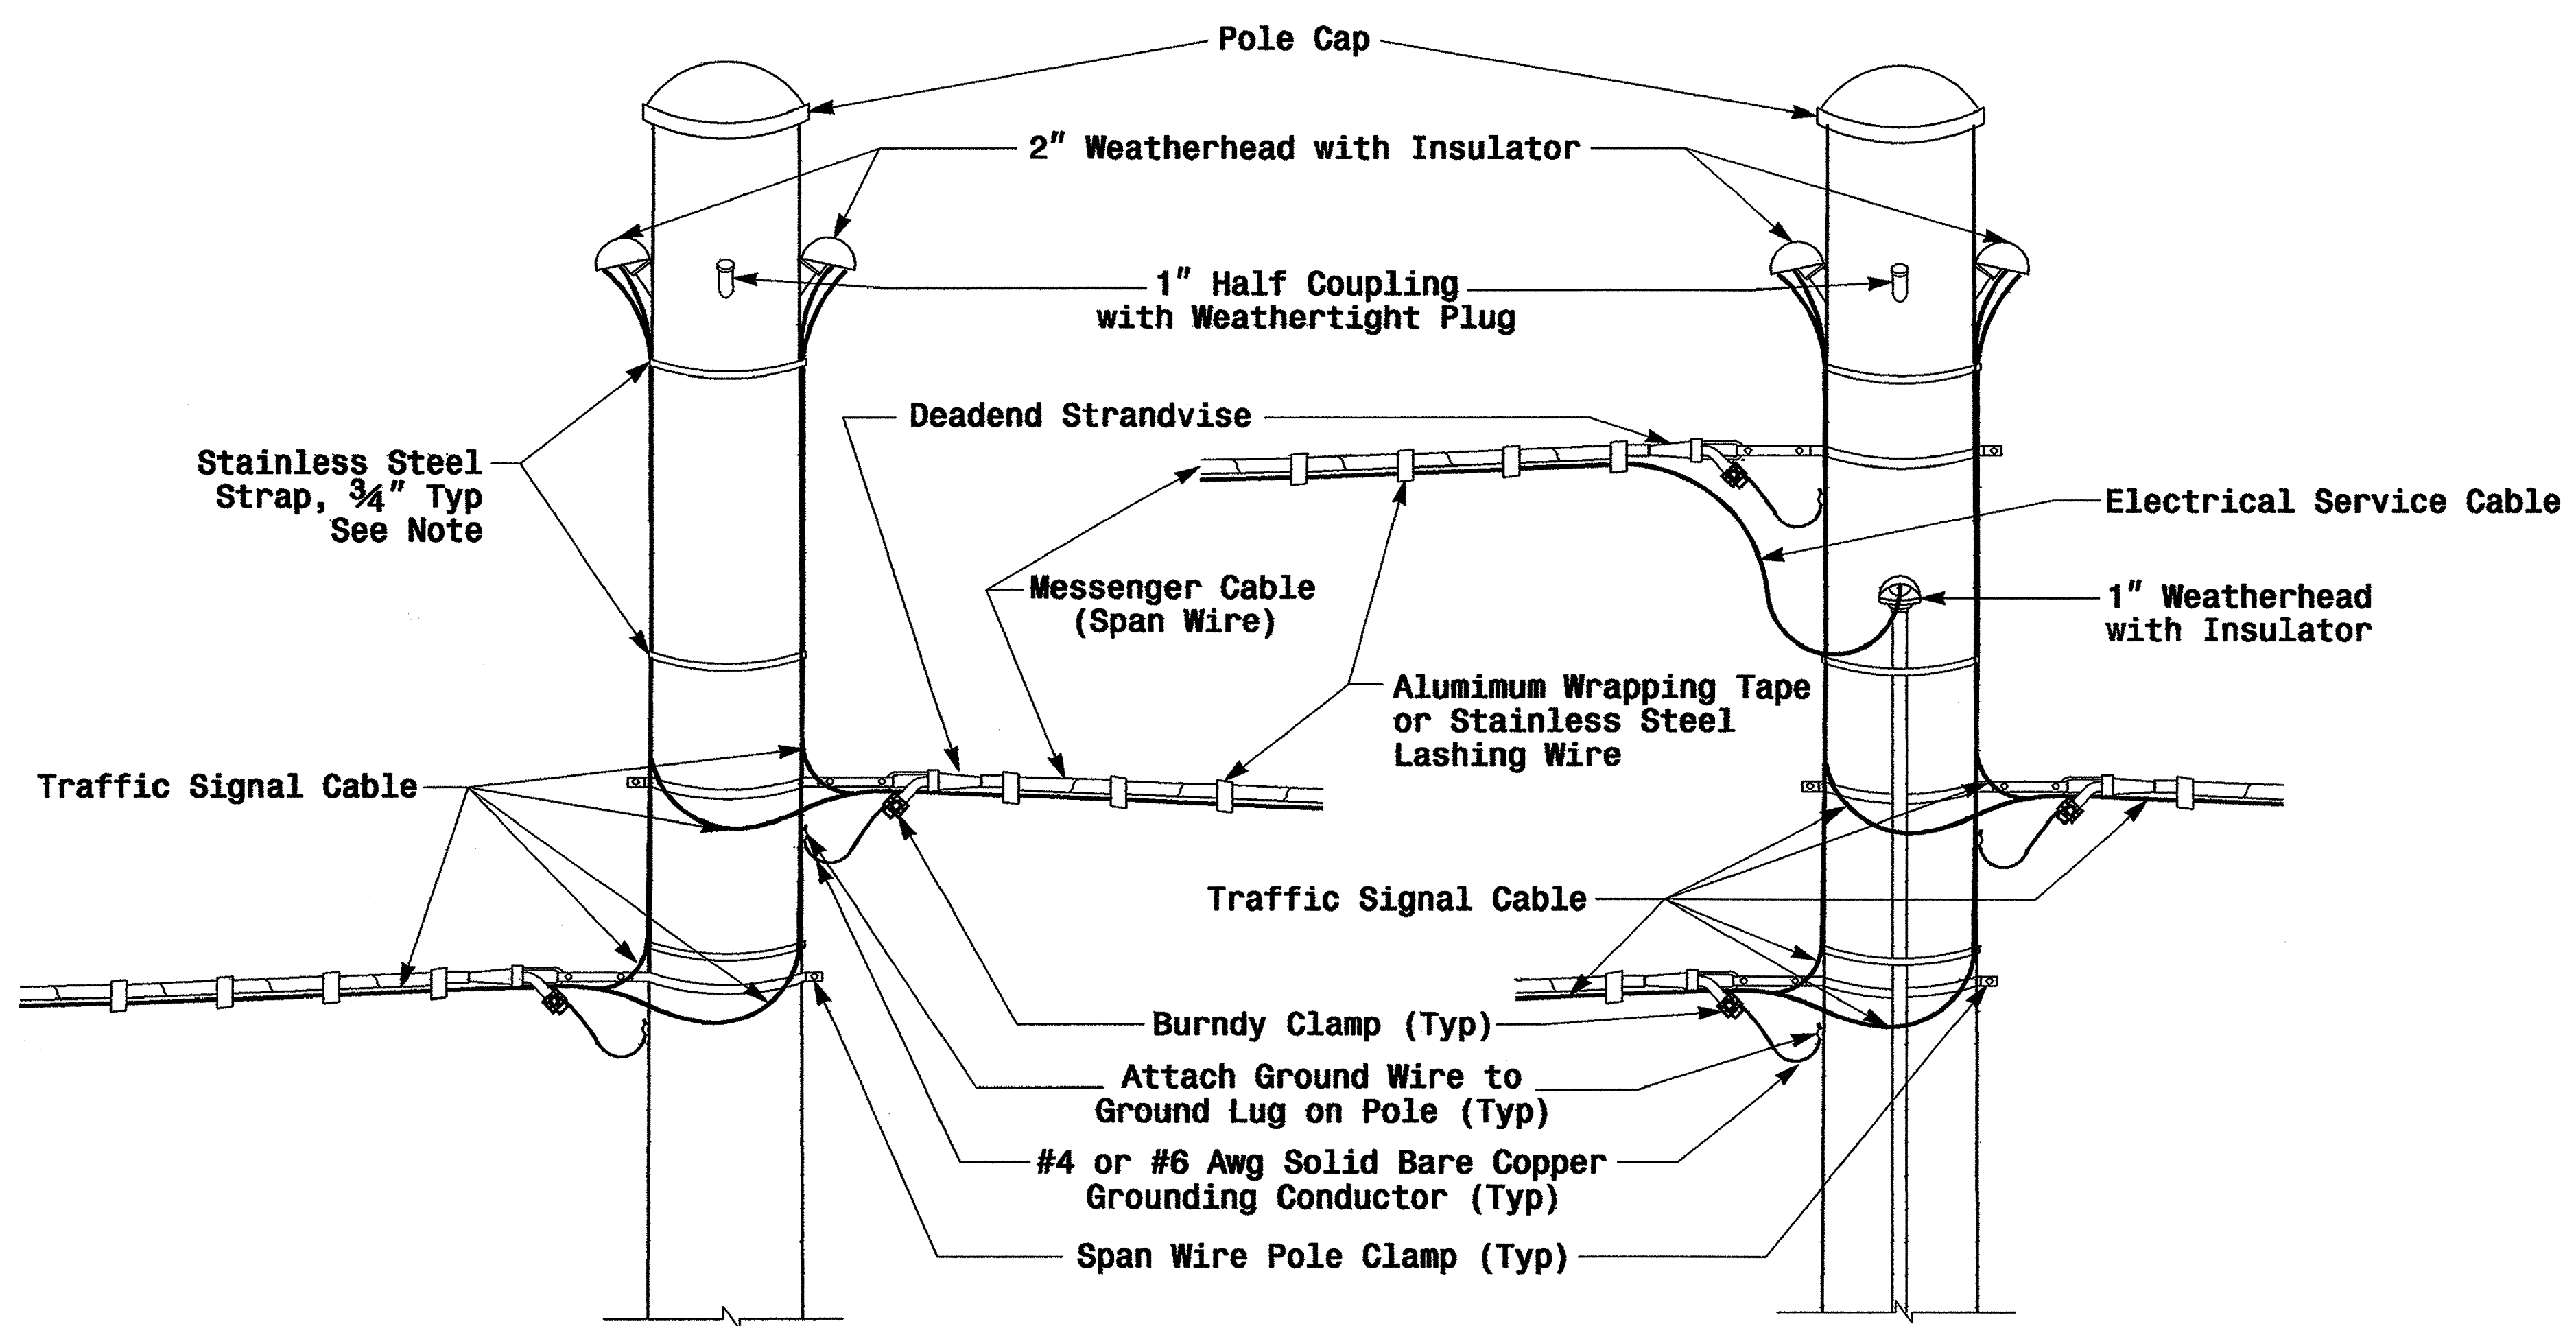 Pole Cap
2" Weatherhead with Insulator
1" Half Coupling
with Weathertight Plug
Deadend Strandvise
Stainless Steel
Strap, ¾" Typ
See Note
Electrical Service Cable
Messenger Cable
(Span Wire)
1" Weatherhead
with Insulator
Alumimum Wrapping Tape
or Stainless Steel
Lashing Wire
Traffic Signal Cable
Traffic Signal Cable
Burndy Clamp (Typ)
Attach Ground Wire to
Ground Lug on Pole (Typ)
#4 or #6 Awg Solid Bare Copper
Grounding Conductor (Typ)
Span Wire Pole Clamp (Typ)